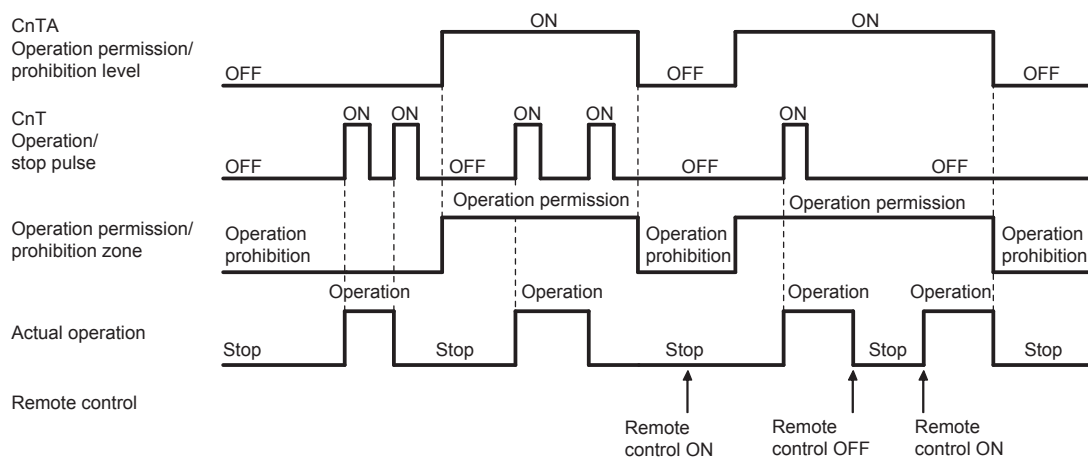 CnTA
Operation permission/
prohibition level
OFF
ON
OFF
ON
OFF
CnT
Operation/
stop pulse
OFF
ON
ON
OFF
ON
ON
OFF
ON
OFF
Operation permission/
prohibition zone
Operation
prohibition
Operation permission
Operation
prohibition
Operation permission
Operation
prohibition
Actual operation
Stop
Operation
Stop
Operation
Stop
Operation
Stop
Operation
Stop
Remote control
Remote
control ON
Remote
control OFF
Remote
control ON